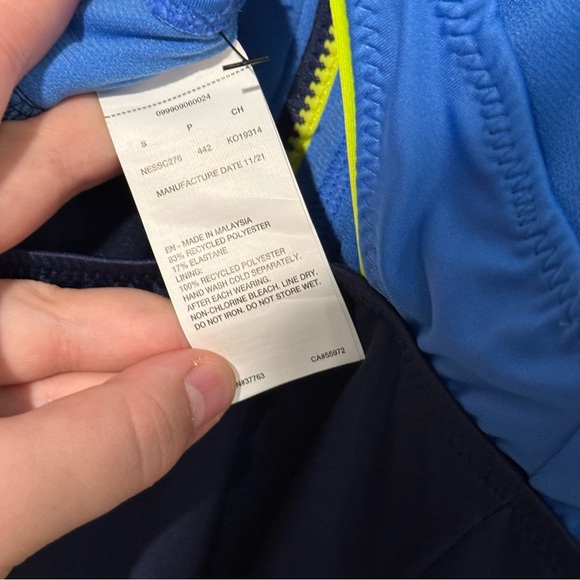 099900060024
S P CH
NESSC276 442 KO19314
MANUFACTURE DATE 11/21
EN - MADE IN MALAYSIA
83% RECYCLED POLYESTER
17% ELASTANE
LINING:
100% RECYCLED POLYESTER
HAND WASH COLD SEPARATELY.
AFTER EACH WEARING.
NON-CHLORINE BLEACH. LINE DRY.
DO NOT IRON. DO NOT STORE WET.
N#37763 CA#55972